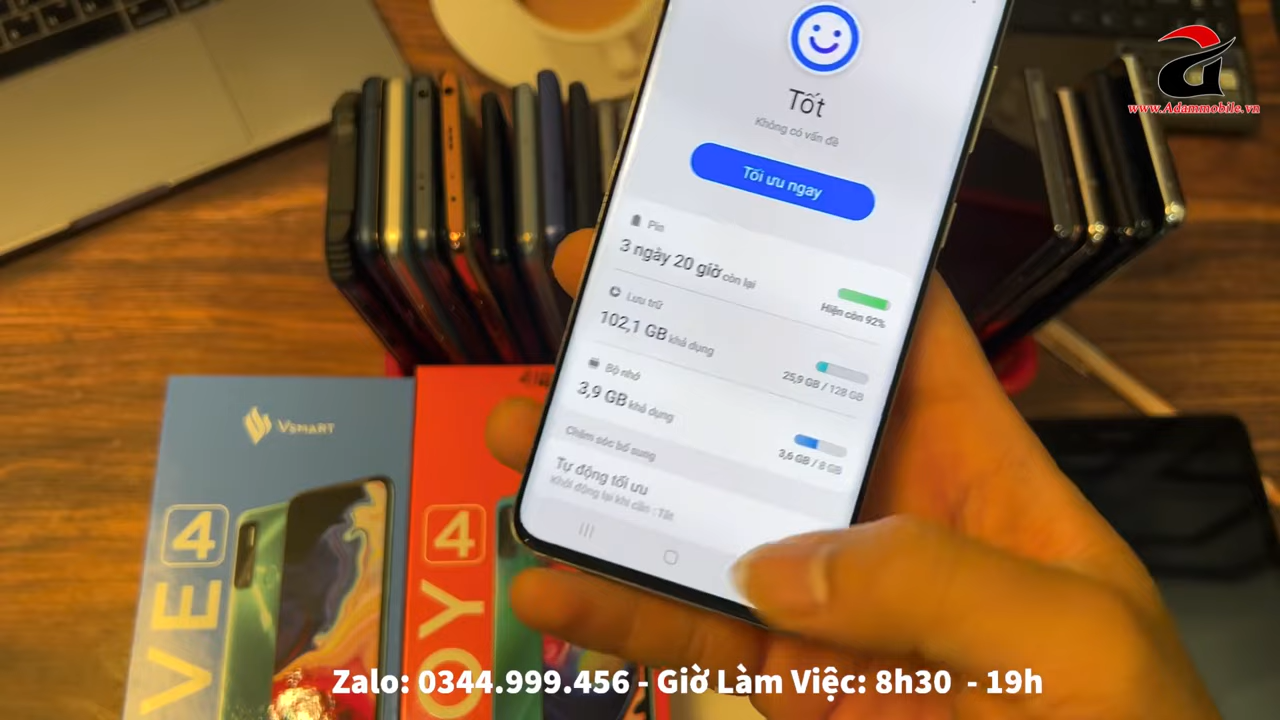 www.Adammobile.vn
Tốt
Không có vấn đề
Tối ưu ngay
Pin
3 ngày 20 giờ còn lại
Hiện còn 92%
Lưu trữ
102,1 GB khả dụng
25,9 GB / 128 GB
Bộ nhớ
3,9 GB khả dụng
3,6 GB / 8 GB
Chăm sóc bổ sung
Tự động tối ưu
Khởi động lại khi cần : Tắt
VSMART
VE 4
OY 4
Zalo: 0344.999.456 - Giờ Làm Việc: 8h30 - 19h